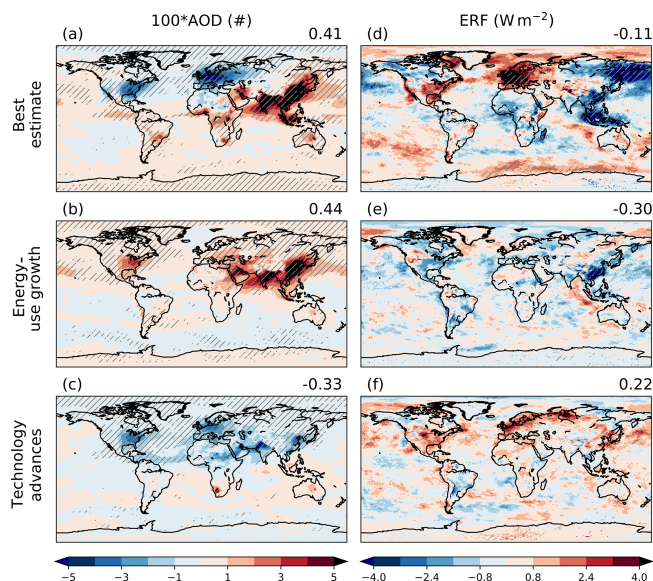 100*AOD (#)
ERF (W m−2)
(a)
0.41
(d)
-0.11
Best
estimate
(b)
0.44
(e)
-0.30
Energy-
use growth
(c)
-0.33
(f)
0.22
Technology
advances
−5
−3
−1
1
3
5
−4.0
−2.4
−0.8
0.8
2.4
4.0